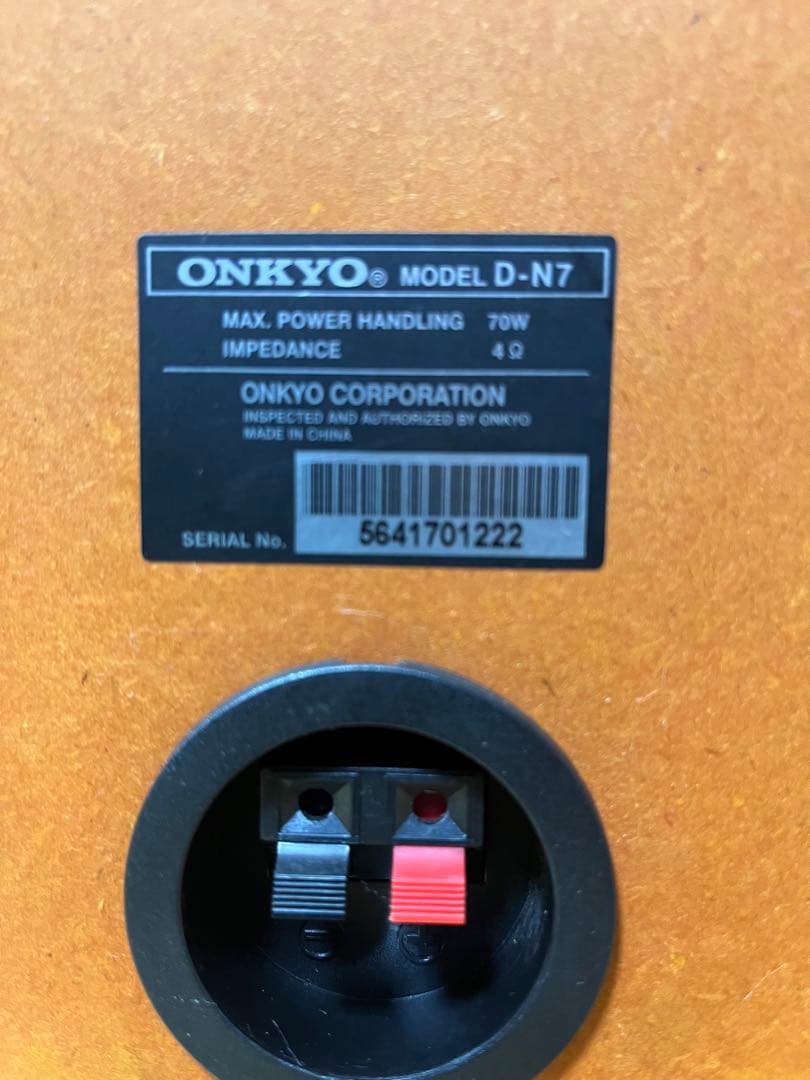 ONKYO® MODEL D-N7
MAX. POWER HANDLING 70W
IMPEDANCE 4Ω
ONKYO CORPORATION
INSPECTED AND AUTHORIZED BY ONKYO
MADE IN CHINA
SERIAL No. 5641701222
⊖ ⊕